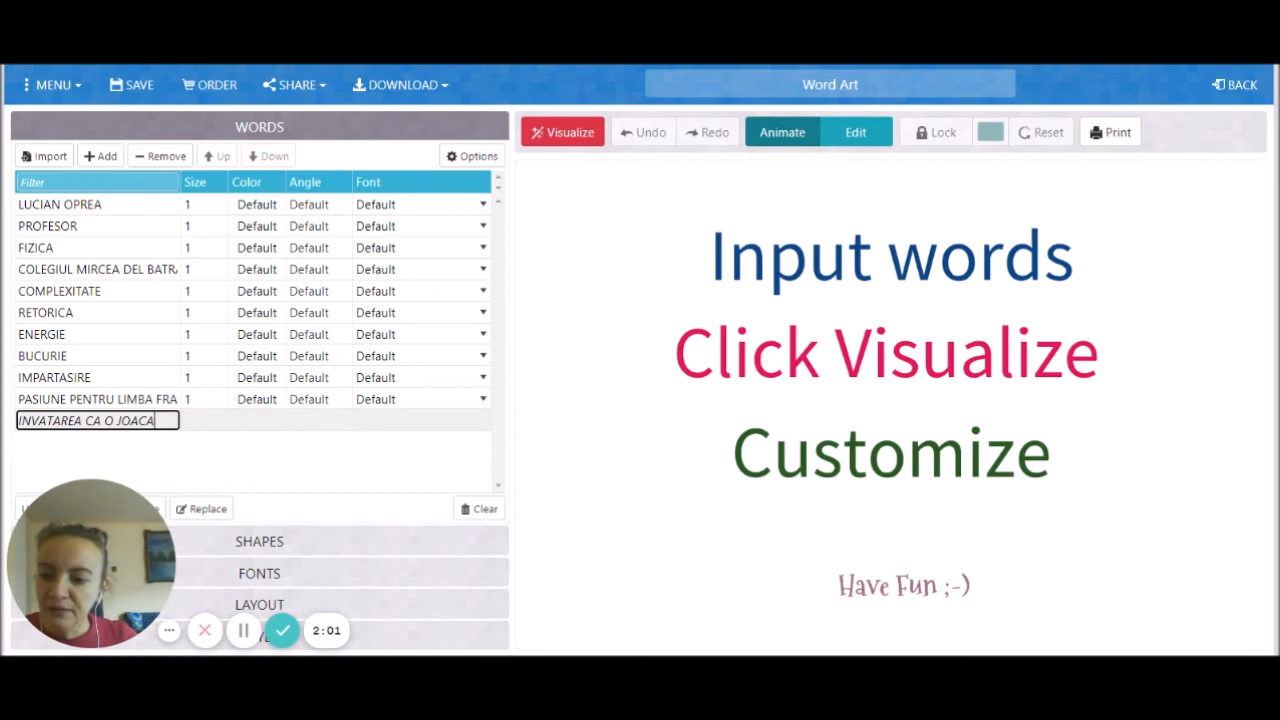 MENU SAVE ORDER SHARE DOWNLOAD Word Art BACK
WORDS
Visualize Undo Redo Animate Edit Lock Reset Print
Import Add Remove Up Down Options
Filter Size Color Angle Font
LUCIAN OPREA 1 Default Default Default
PROFESOR 1 Default Default Default
FIZICA 1 Default Default Default
COLEGIUL MIRCEA DEL BATRA 1 Default Default Default
COMPLEXITATE 1 Default Default Default
RETORICA 1 Default Default Default
ENERGIE 1 Default Default Default
BUCURIE 1 Default Default Default
IMPARTASIRE 1 Default Default Default
PASIUNE PENTRU LIMBA FRA 1 Default Default Default
INVATAREA CA O JOACA
Replace Clear
SHAPES
FONTS
LAYOUT
2:01
Input words
Click Visualize
Customize
Have Fun ;-)